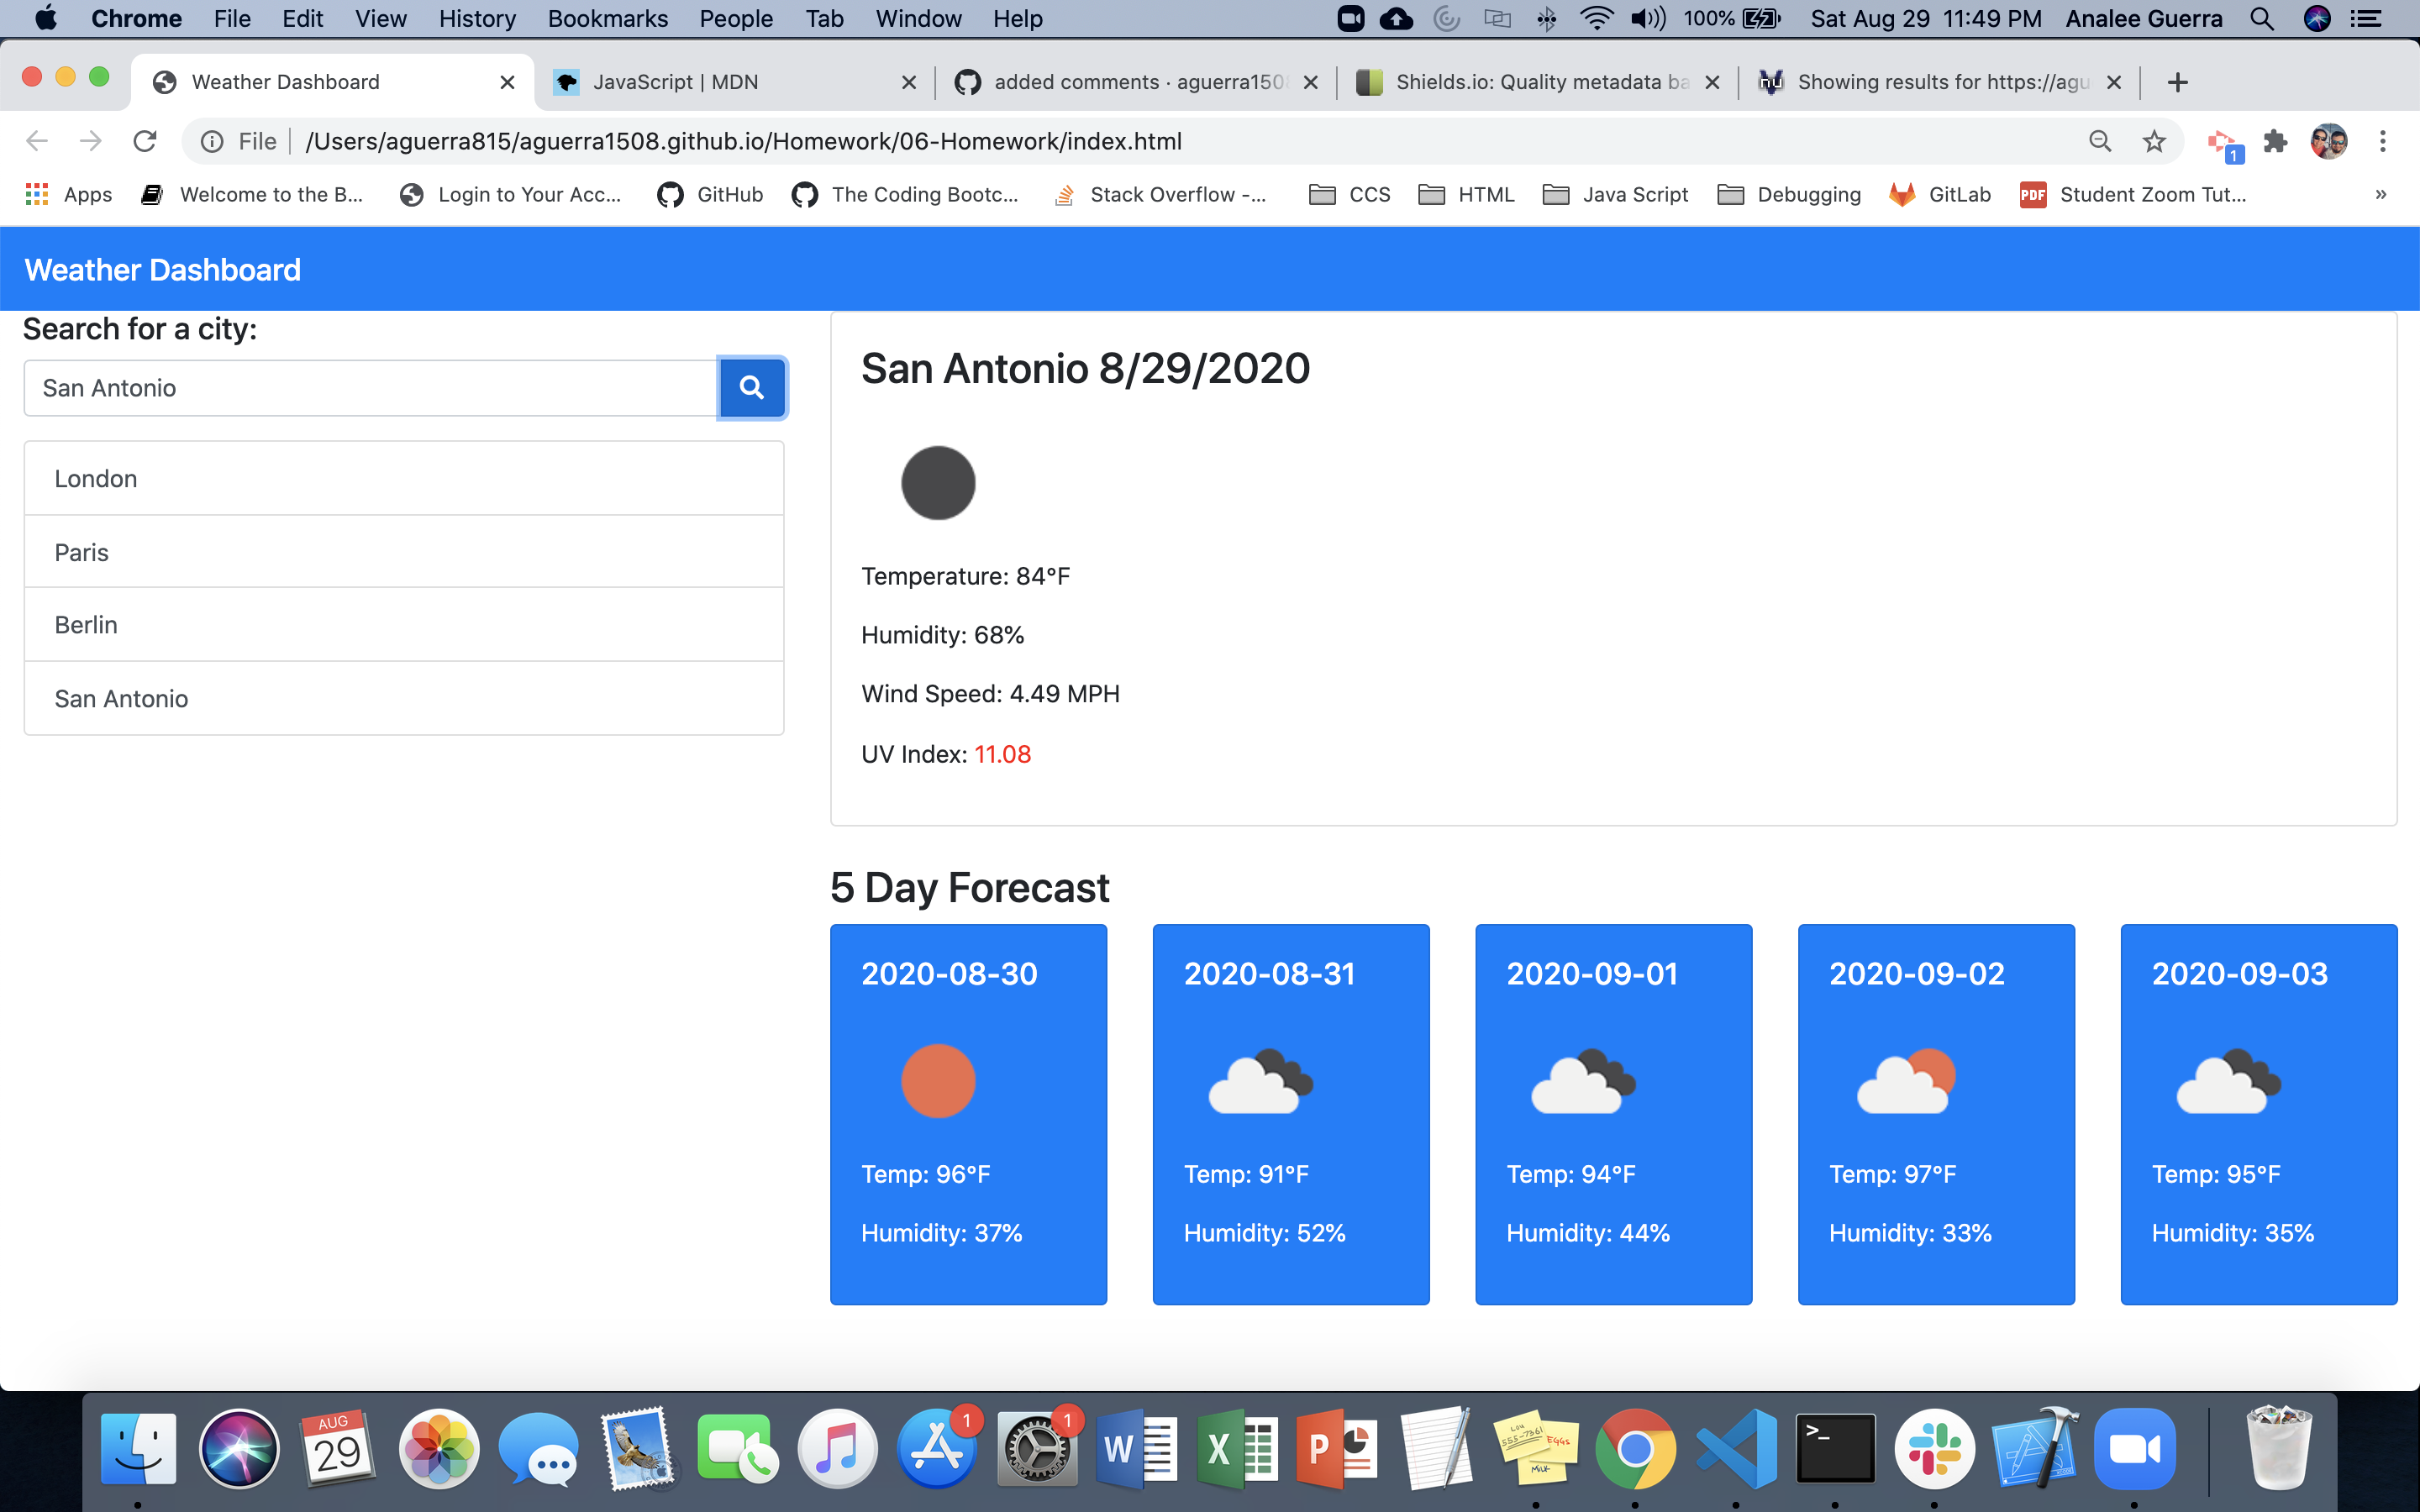 Chrome File Edit View History Bookmarks People Tab Window Help 100% Sat Aug 29 11:49 PM Analee Guerra
Weather Dashboard JavaScript | MDN added comments · aguerra150 Shields.io: Quality metadata ba Showing results for https://agu
File /Users/aguerra815/aguerra1508.github.io/Homework/06-Homework/index.html 1
Apps Welcome to the B... Login to Your Acc... GitHub The Coding Bootc... Stack Overflow -... CCS HTML Java Script Debugging GitLab PDF Student Zoom Tut... »
Weather Dashboard
Search for a city:
San Antonio
London
Paris
Berlin
San Antonio
San Antonio 8/29/2020
Temperature: 84°F
Humidity: 68%
Wind Speed: 4.49 MPH
UV Index: 11.08
5 Day Forecast
2020-08-30
Temp: 96°F
Humidity: 37%
2020-08-31
Temp: 91°F
Humidity: 52%
2020-09-01
Temp: 94°F
Humidity: 44%
2020-09-02
Temp: 97°F
Humidity: 33%
2020-09-03
Temp: 95°F
Humidity: 35%
AUG
29
1
1
W
X
P
EGGS
MILK
>_